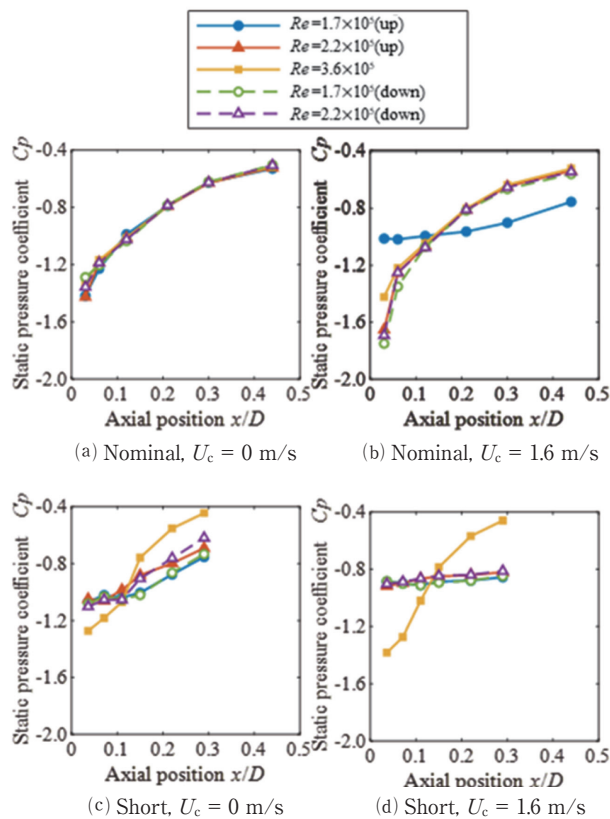 Re=1.7×10⁵(up)
Re=2.2×10⁵(up)
Re=3.6×10⁵
Re=1.7×10⁵(down)
Re=2.2×10⁵(down)
Static pressure coefficient Cp
-0.4
-0.8
-1.2
-1.6
-2.0
0 0.1 0.2 0.3 0.4 0.5
Axial position x/D
(a) Nominal, Uc = 0 m/s
Static pressure coefficient Cp
-0.4
-0.8
-1.2
-1.6
-2.0
0 0.1 0.2 0.3 0.4 0.5
Axial position x/D
(b) Nominal, Uc = 1.6 m/s
Static pressure coefficient Cp
-0.4
-0.8
-1.2
-1.6
-2.0
0 0.1 0.2 0.3 0.4 0.5
Axial position x/D
(c) Short, Uc = 0 m/s
Static pressure coefficient Cp
-0.4
-0.8
-1.2
-1.6
-2.0
0 0.1 0.2 0.3 0.4 0.5
Axial position x/D
(d) Short, Uc = 1.6 m/s